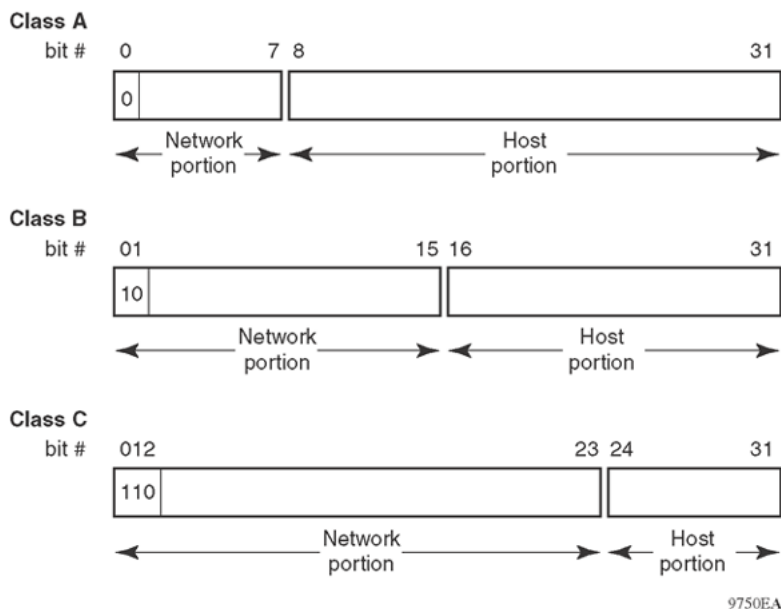 Class A
bit # 0 7 8 31
0
Network portion
Host portion
Class B
bit # 01 15 16 31
10
Network portion
Host portion
Class C
bit # 012 23 24 31
110
Network portion
Host portion
9750EA